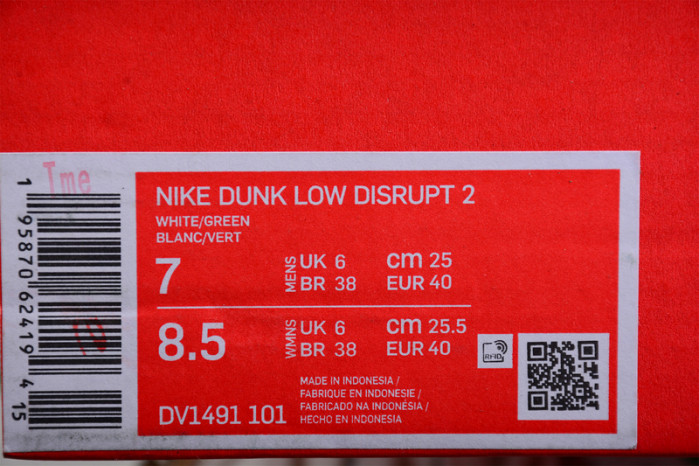 Tme
1 95870 62419 4 15
NIKE DUNK LOW DISRUPT 2
WHITE/GREEN
BLANC/VERT
7
MENS
UK 6 cm 25
BR 38 EUR 40
8.5
WMNS
UK 6 cm 25.5
BR 38 EUR 40
RFID
MADE IN INDONESIA /
FABRIQUE EN INDONESIE /
FABRICADO NA INDONÉSIA /
HECHO EN INDONESIA
DV1491 101